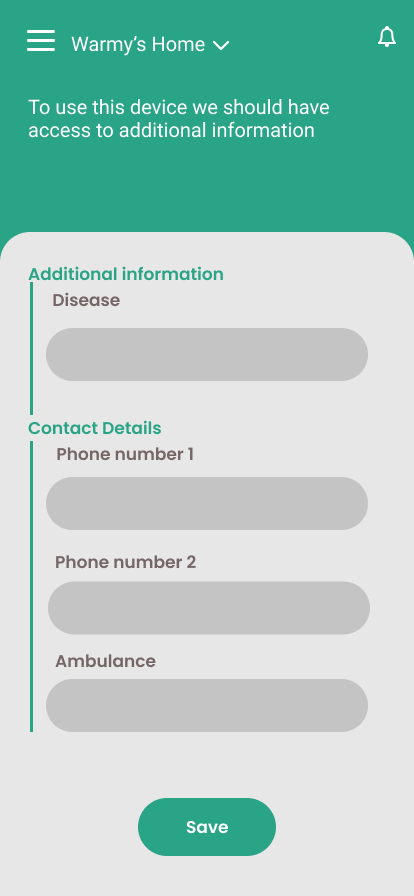 Warmy's Home
To use this device we should have
access to additional information
Additional information
Disease
Contact Details
Phone number 1
Phone number 2
Ambulance
Save